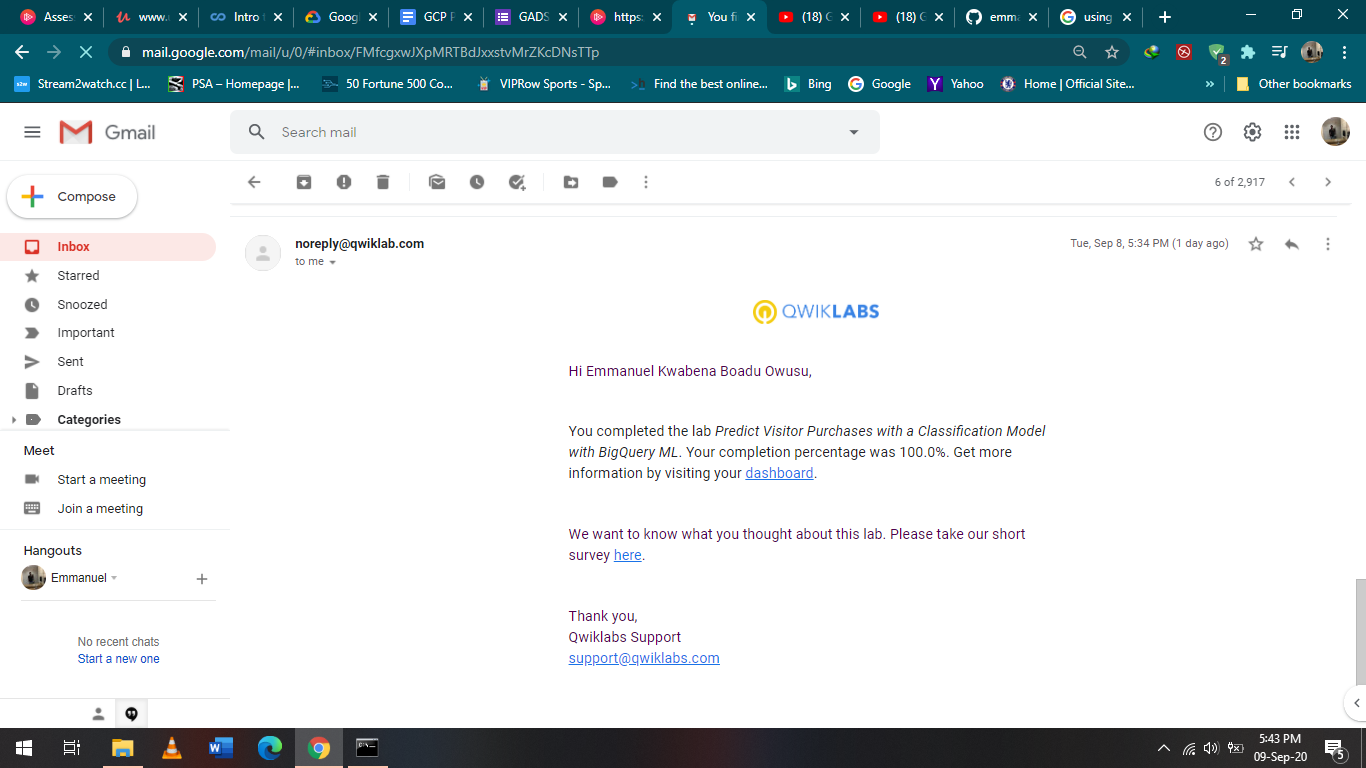 Asses
www.u
Intro t
Googl
GCP P
GADS
https:
You fi
(18) G
(18) G
emma
using
mail.google.com/mail/u/0/#inbox/FMfcgxwJXpMRTBdJxxstvMrZKcDNsTTp
2
Stream2watch.cc | L...
PSA – Homepage |...
50 Fortune 500 Co...
VIPRow Sports - Sp...
Find the best online...
Bing
Google
Yahoo
Home | Official Site...
»
Other bookmarks
Gmail
Search mail
Compose
6 of 2,917
Inbox
Starred
Snoozed
Important
Sent
Drafts
Categories
Meet
Start a meeting
Join a meeting
Hangouts
Emmanuel
No recent chats
Start a new one
noreply@qwiklab.com
Tue, Sep 8, 5:34 PM (1 day ago)
to me
QWIKLABS
Hi Emmanuel Kwabena Boadu Owusu,
You completed the lab Predict Visitor Purchases with a Classification Model
with BigQuery ML. Your completion percentage was 100.0%. Get more
information by visiting your dashboard.
We want to know what you thought about this lab. Please take our short
survey here.
Thank you,
Qwiklabs Support
support@qwiklabs.com
5:43 PM
09-Sep-20
5